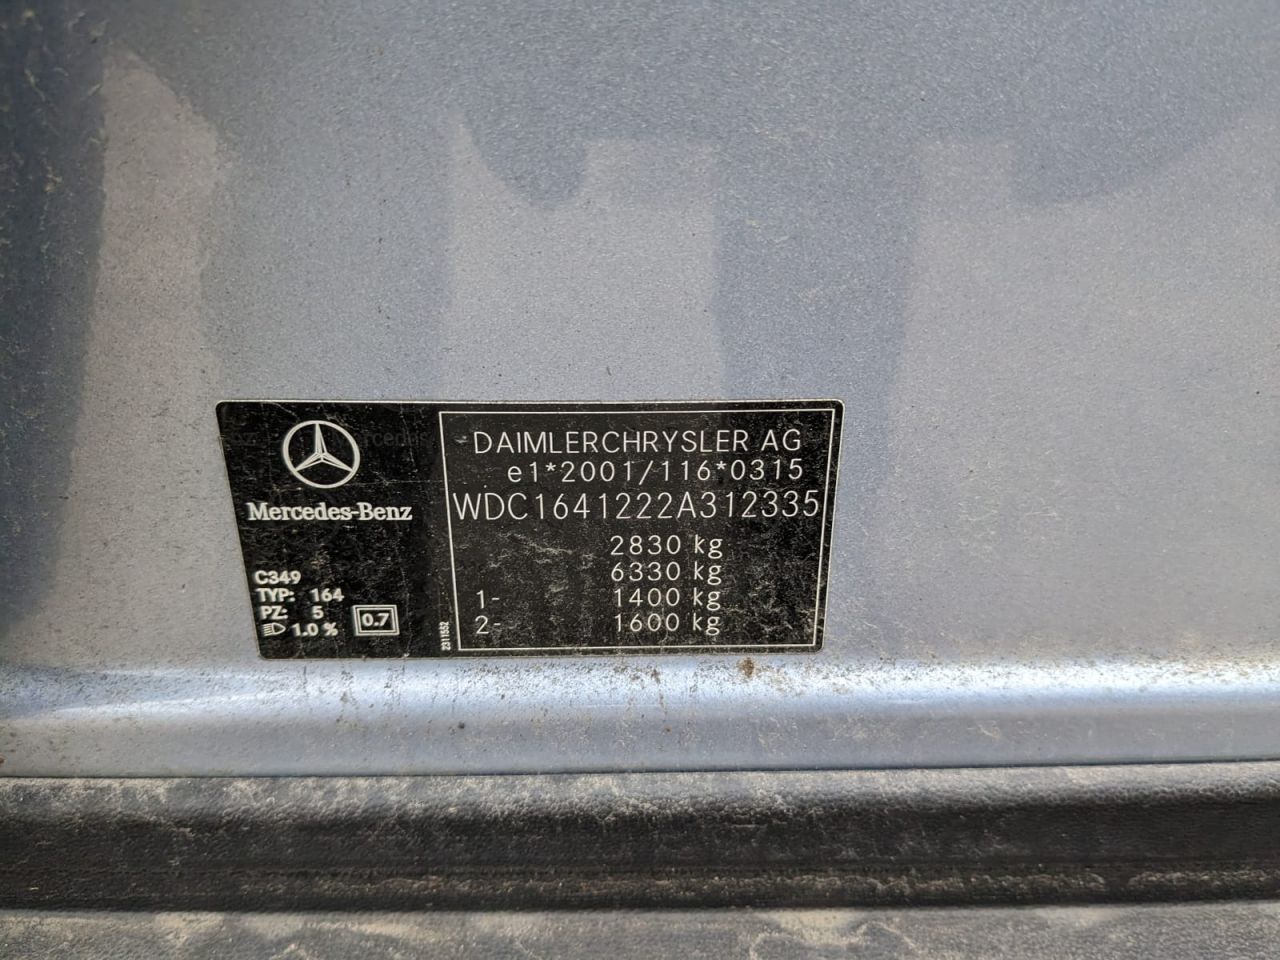 Mercedes-Benz
C349
TYP: 164
PZ: 5
1.0 %
0.7
2311552
DAIMLERCHRYSLER AG
e1*2001/116*0315
WDC1641222A312335
2830 kg
6330 kg
1- 1400 kg
2- 1600 kg